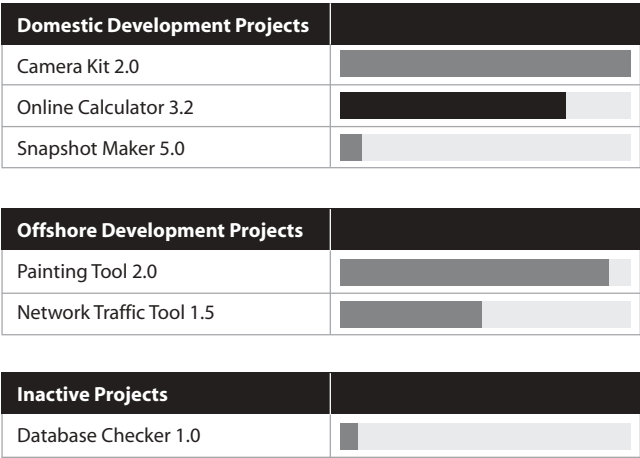 Domestic Development Projects
Camera Kit 2.0
Online Calculator 3.2
Snapshot Maker 5.0
Offshore Development Projects
Painting Tool 2.0
Network Traffic Tool 1.5
Inactive Projects
Database Checker 1.0